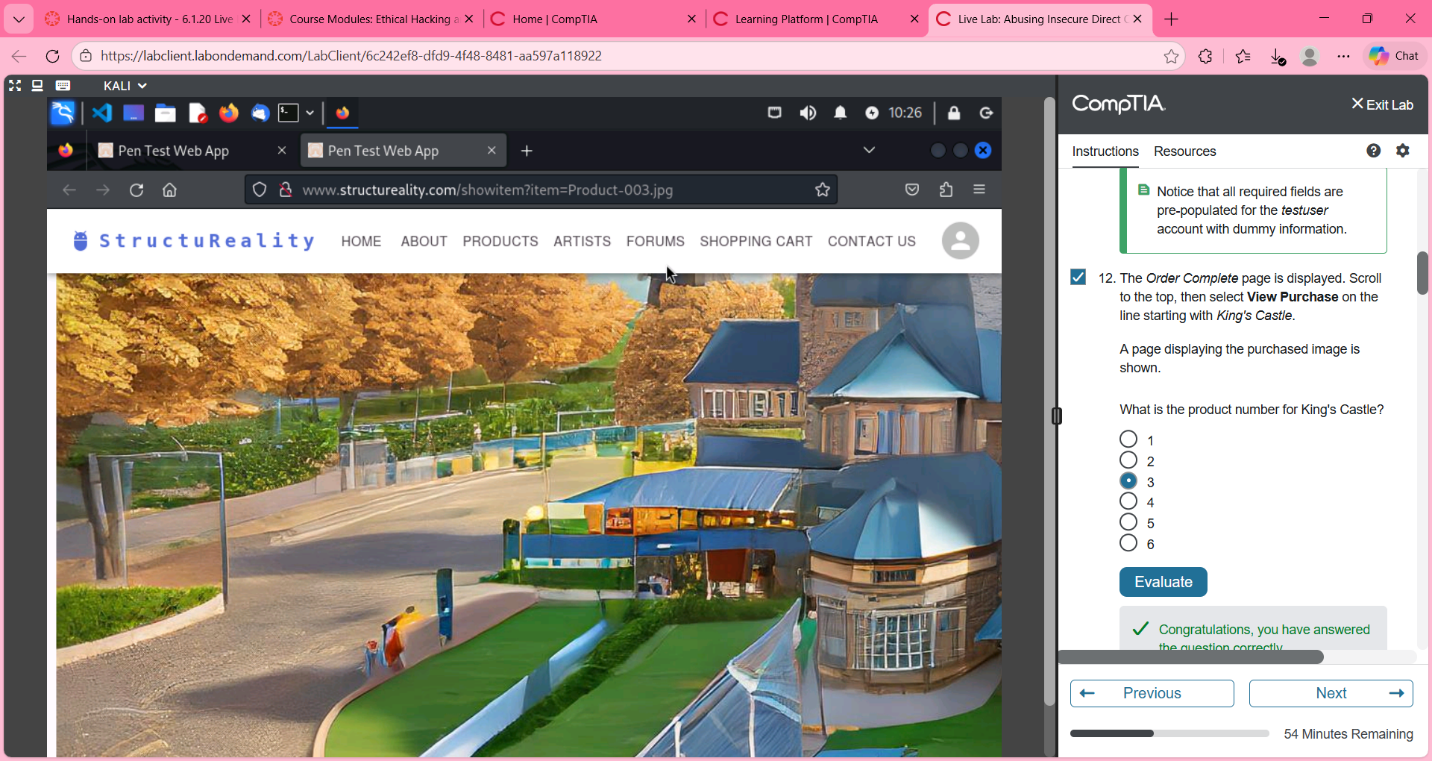 Hands-on lab activity - 6.1.20 Live
Course Modules: Ethical Hacking a
Home | CompTIA
Learning Platform | CompTIA
Live Lab: Abusing Insecure Direct
https://labclient.labondemand.com/LabClient/6c242ef8-dfd9-4f48-8481-aa597a118922
Chat
KALI
10:26
Pen Test Web App
Pen Test Web App
www.structureality.com/showitem?item=Product-003.jpg
StructuReality
HOME
ABOUT
PRODUCTS
ARTISTS
FORUMS
SHOPPING CART
CONTACT US
CompTIA.
Exit Lab
Instructions
Resources
Notice that all required fields are
pre-populated for the testuser
account with dummy information.
12. The Order Complete page is displayed. Scroll
to the top, then select View Purchase on the
line starting with King's Castle.
A page displaying the purchased image is
shown.
What is the product number for King's Castle?
1
2
3
4
5
6
Evaluate
Congratulations, you have answered
the question correctly.
Previous
Next
54 Minutes Remaining